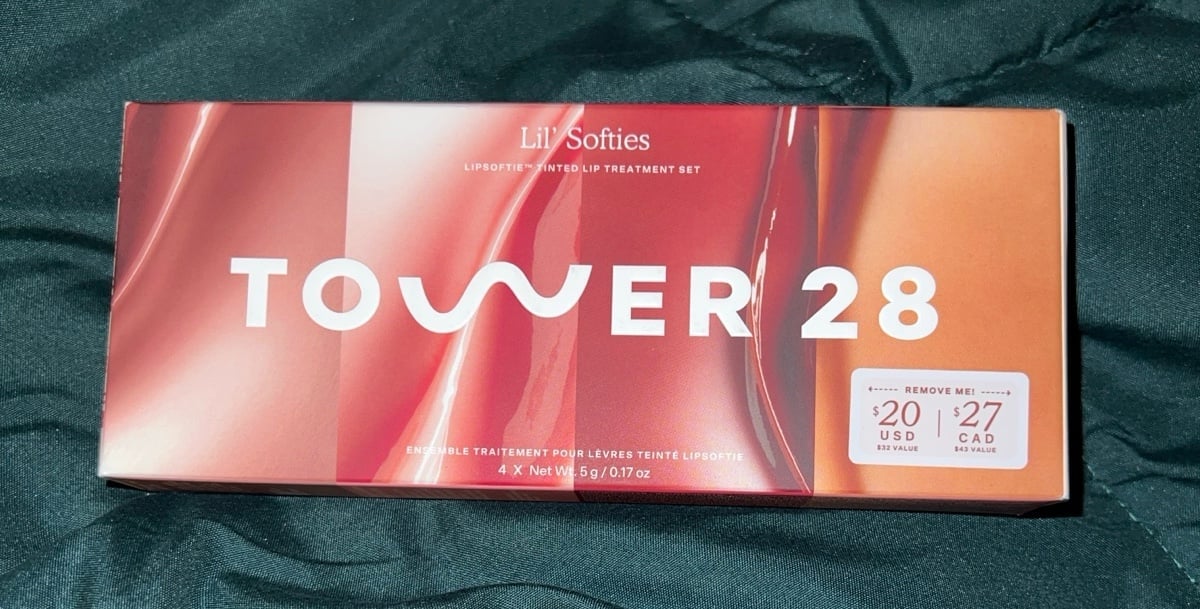 Lil' Softies
LIPSOFTIE™ TINTED LIP TREATMENT SET
TOWER 28
REMOVE ME!
$20 | $27
USD CAD
$32 VALUE $43 VALUE
ENSEMBLE TRAITEMENT POUR LÈVRES TEINTÉ LIPSOFTIE
4 X Net Wt. 5 g / 0.17 oz